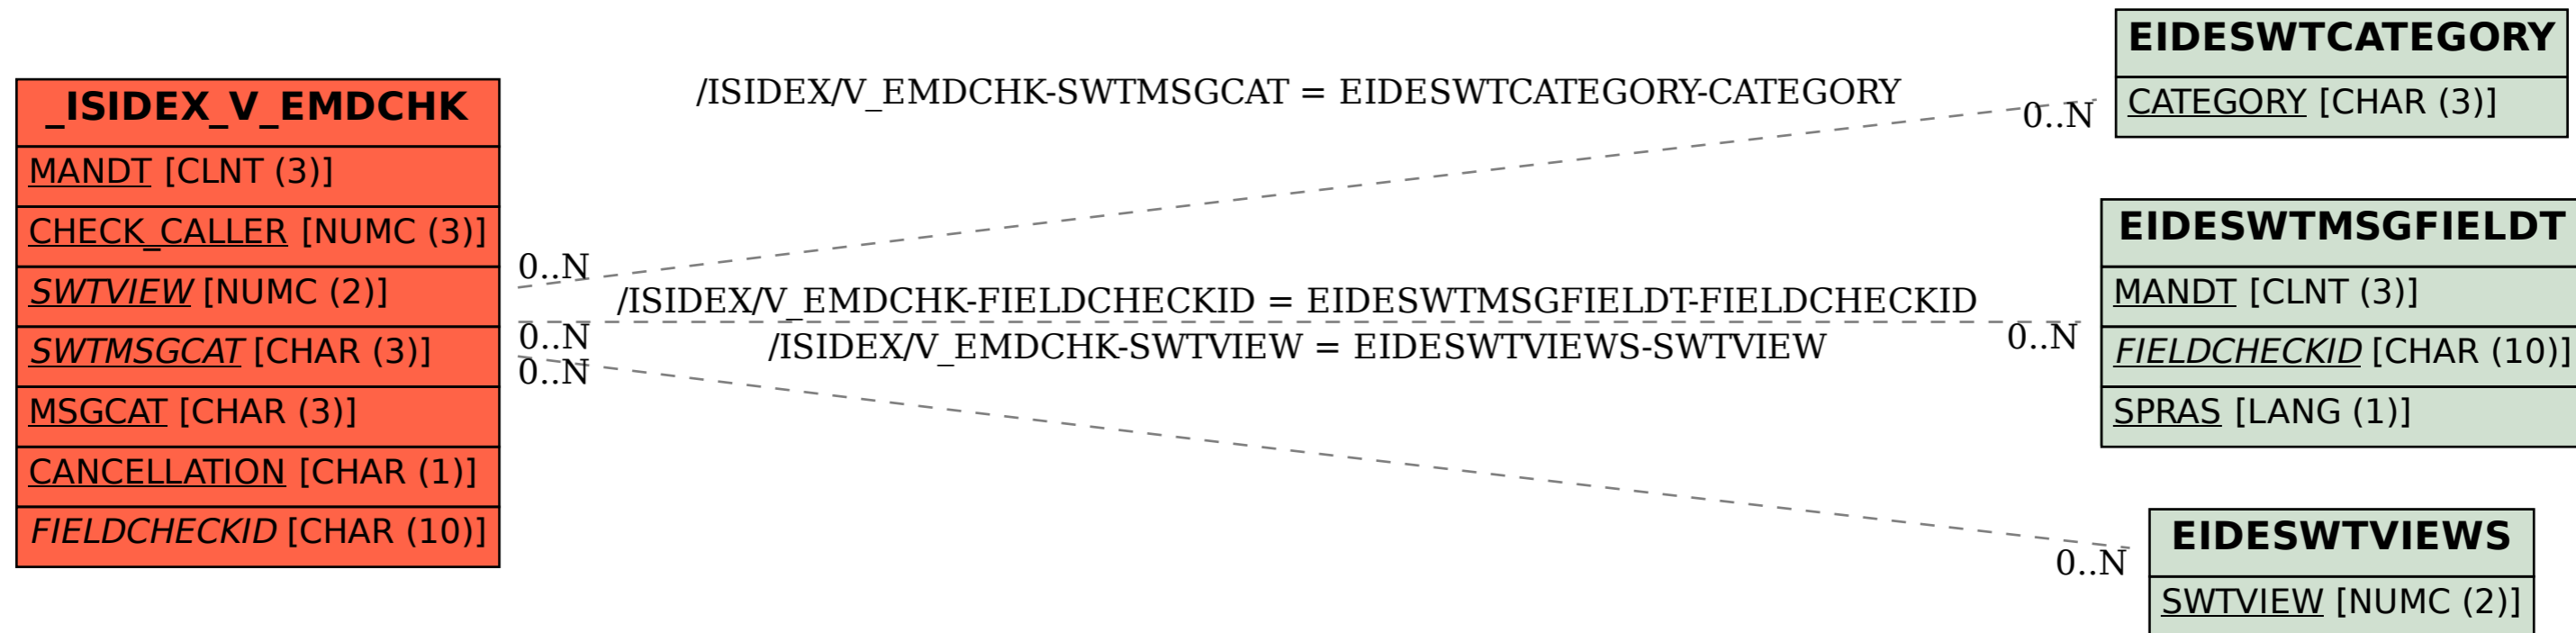 _ISIDEX_V_EMDCHK
MANDT [CLNT (3)]
CHECK_CALLER [NUMC (3)]
SWTVIEW [NUMC (2)]
SWTMSGCAT [CHAR (3)]
MSGCAT [CHAR (3)]
CANCELLATION [CHAR (1)]
FIELDCHECKID [CHAR (10)]
/ISIDEX/V_EMDCHK-SWTMSGCAT = EIDESWTCATEGORY-CATEGORY
0..N
0..N
/ISIDEX/V_EMDCHK-FIELDCHECKID = EIDESWTMSGFIELDT-FIELDCHECKID
0..N
0..N
/ISIDEX/V_EMDCHK-SWTVIEW = EIDESWTVIEWS-SWTVIEW
0..N
0..N
EIDESWTCATEGORY
CATEGORY [CHAR (3)]
EIDESWTMSGFIELDT
MANDT [CLNT (3)]
FIELDCHECKID [CHAR (10)]
SPRAS [LANG (1)]
EIDESWTVIEWS
SWTVIEW [NUMC (2)]